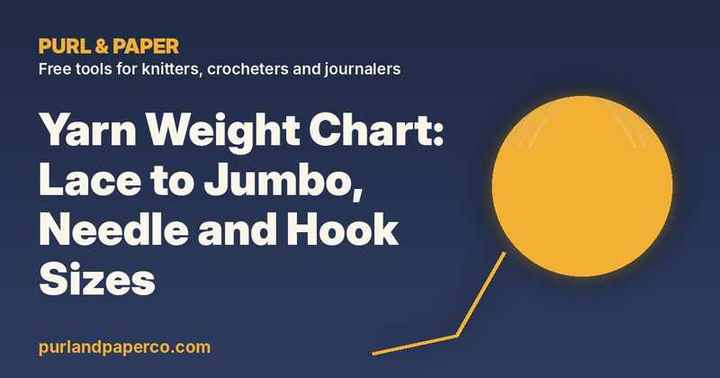 PURL & PAPER
Free tools for knitters, crocheters and journalers
Yarn Weight Chart:
Lace to Jumbo,
Needle and Hook
Sizes
purlandpaperco.com